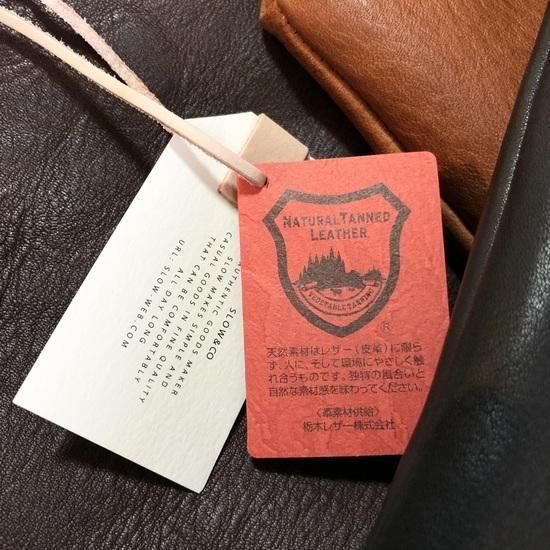 SLOW&CO
AUTHENTIC GOODS MAKER
SLOW MAKES SIMPLE AND
CASUAL GOODS IN FINE QUALITY
THAT CAN BE COMFORTABLY
ALL DAY LONG
URL: SLOW-WEB.COM
NATURAL TANNED
LEATHER
VEGETABLE TANNING
®
天然素材はレザー(皮革)に限ら
ず、人に、そして環境にやさしく触
れ合うものです。独特の風合いと
自然な素材感を味わってください。
〈革素材供給〉
栃木レザー株式会社